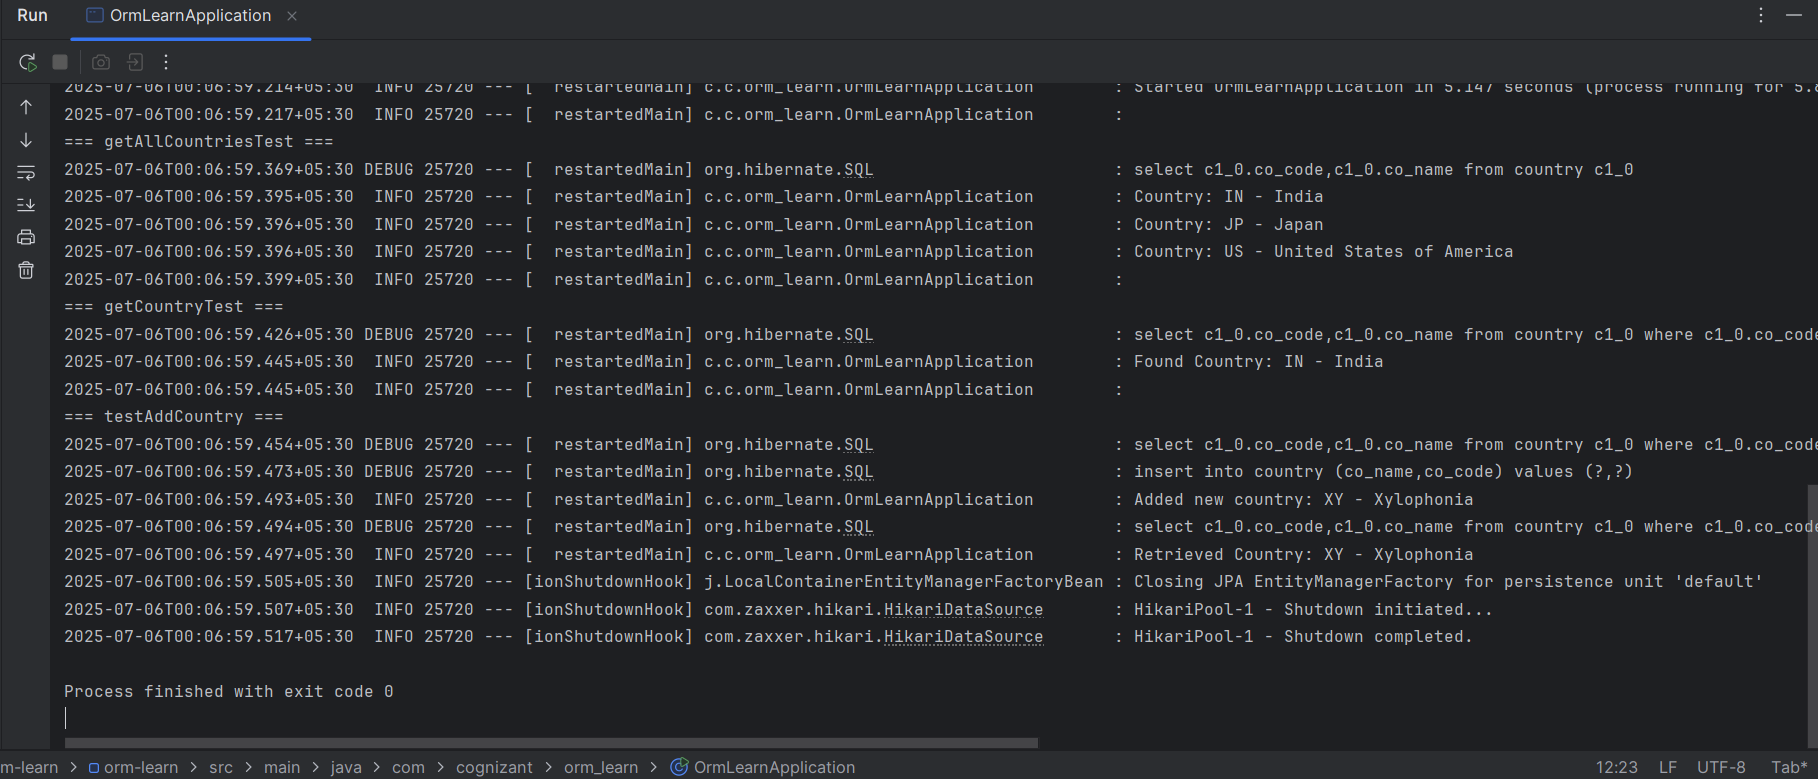 Run OrmLearnApplication
2025-07-06T00:06:59.214+05:30  INFO 25720 --- [  restartedMain] c.c.orm_learn.OrmLearnApplication        : Started OrmLearnApplication in 5.147 seconds (process running for 5.8
2025-07-06T00:06:59.217+05:30  INFO 25720 --- [  restartedMain] c.c.orm_learn.OrmLearnApplication        :
=== getAllCountriesTest ===
2025-07-06T00:06:59.369+05:30 DEBUG 25720 --- [  restartedMain] org.hibernate.SQL                        : select c1_0.co_code,c1_0.co_name from country c1_0
2025-07-06T00:06:59.395+05:30  INFO 25720 --- [  restartedMain] c.c.orm_learn.OrmLearnApplication        : Country: IN - India
2025-07-06T00:06:59.396+05:30  INFO 25720 --- [  restartedMain] c.c.orm_learn.OrmLearnApplication        : Country: JP - Japan
2025-07-06T00:06:59.396+05:30  INFO 25720 --- [  restartedMain] c.c.orm_learn.OrmLearnApplication        : Country: US - United States of America
2025-07-06T00:06:59.399+05:30  INFO 25720 --- [  restartedMain] c.c.orm_learn.OrmLearnApplication        :
=== getCountryTest ===
2025-07-06T00:06:59.426+05:30 DEBUG 25720 --- [  restartedMain] org.hibernate.SQL                        : select c1_0.co_code,c1_0.co_name from country c1_0 where c1_0.co_code
2025-07-06T00:06:59.445+05:30  INFO 25720 --- [  restartedMain] c.c.orm_learn.OrmLearnApplication        : Found Country: IN - India
2025-07-06T00:06:59.445+05:30  INFO 25720 --- [  restartedMain] c.c.orm_learn.OrmLearnApplication        :
=== testAddCountry ===
2025-07-06T00:06:59.454+05:30 DEBUG 25720 --- [  restartedMain] org.hibernate.SQL                        : select c1_0.co_code,c1_0.co_name from country c1_0 where c1_0.co_code
2025-07-06T00:06:59.473+05:30 DEBUG 25720 --- [  restartedMain] org.hibernate.SQL                        : insert into country (co_name,co_code) values (?,?)
2025-07-06T00:06:59.493+05:30  INFO 25720 --- [  restartedMain] c.c.orm_learn.OrmLearnApplication        : Added new country: XY - Xylophonia
2025-07-06T00:06:59.494+05:30 DEBUG 25720 --- [  restartedMain] org.hibernate.SQL                        : select c1_0.co_code,c1_0.co_name from country c1_0 where c1_0.co_code
2025-07-06T00:06:59.497+05:30  INFO 25720 --- [  restartedMain] c.c.orm_learn.OrmLearnApplication        : Retrieved Country: XY - Xylophonia
2025-07-06T00:06:59.505+05:30  INFO 25720 --- [ionShutdownHook] j.LocalContainerEntityManagerFactoryBean : Closing JPA EntityManagerFactory for persistence unit 'default'
2025-07-06T00:06:59.507+05:30  INFO 25720 --- [ionShutdownHook] com.zaxxer.hikari.HikariDataSource       : HikariPool-1 - Shutdown initiated...
2025-07-06T00:06:59.517+05:30  INFO 25720 --- [ionShutdownHook] com.zaxxer.hikari.HikariDataSource       : HikariPool-1 - Shutdown completed.
Process finished with exit code 0
m-learn > orm-learn > src > main > java > com > cognizant > orm_learn > OrmLearnApplication 12:23 LF UTF-8 Tab*